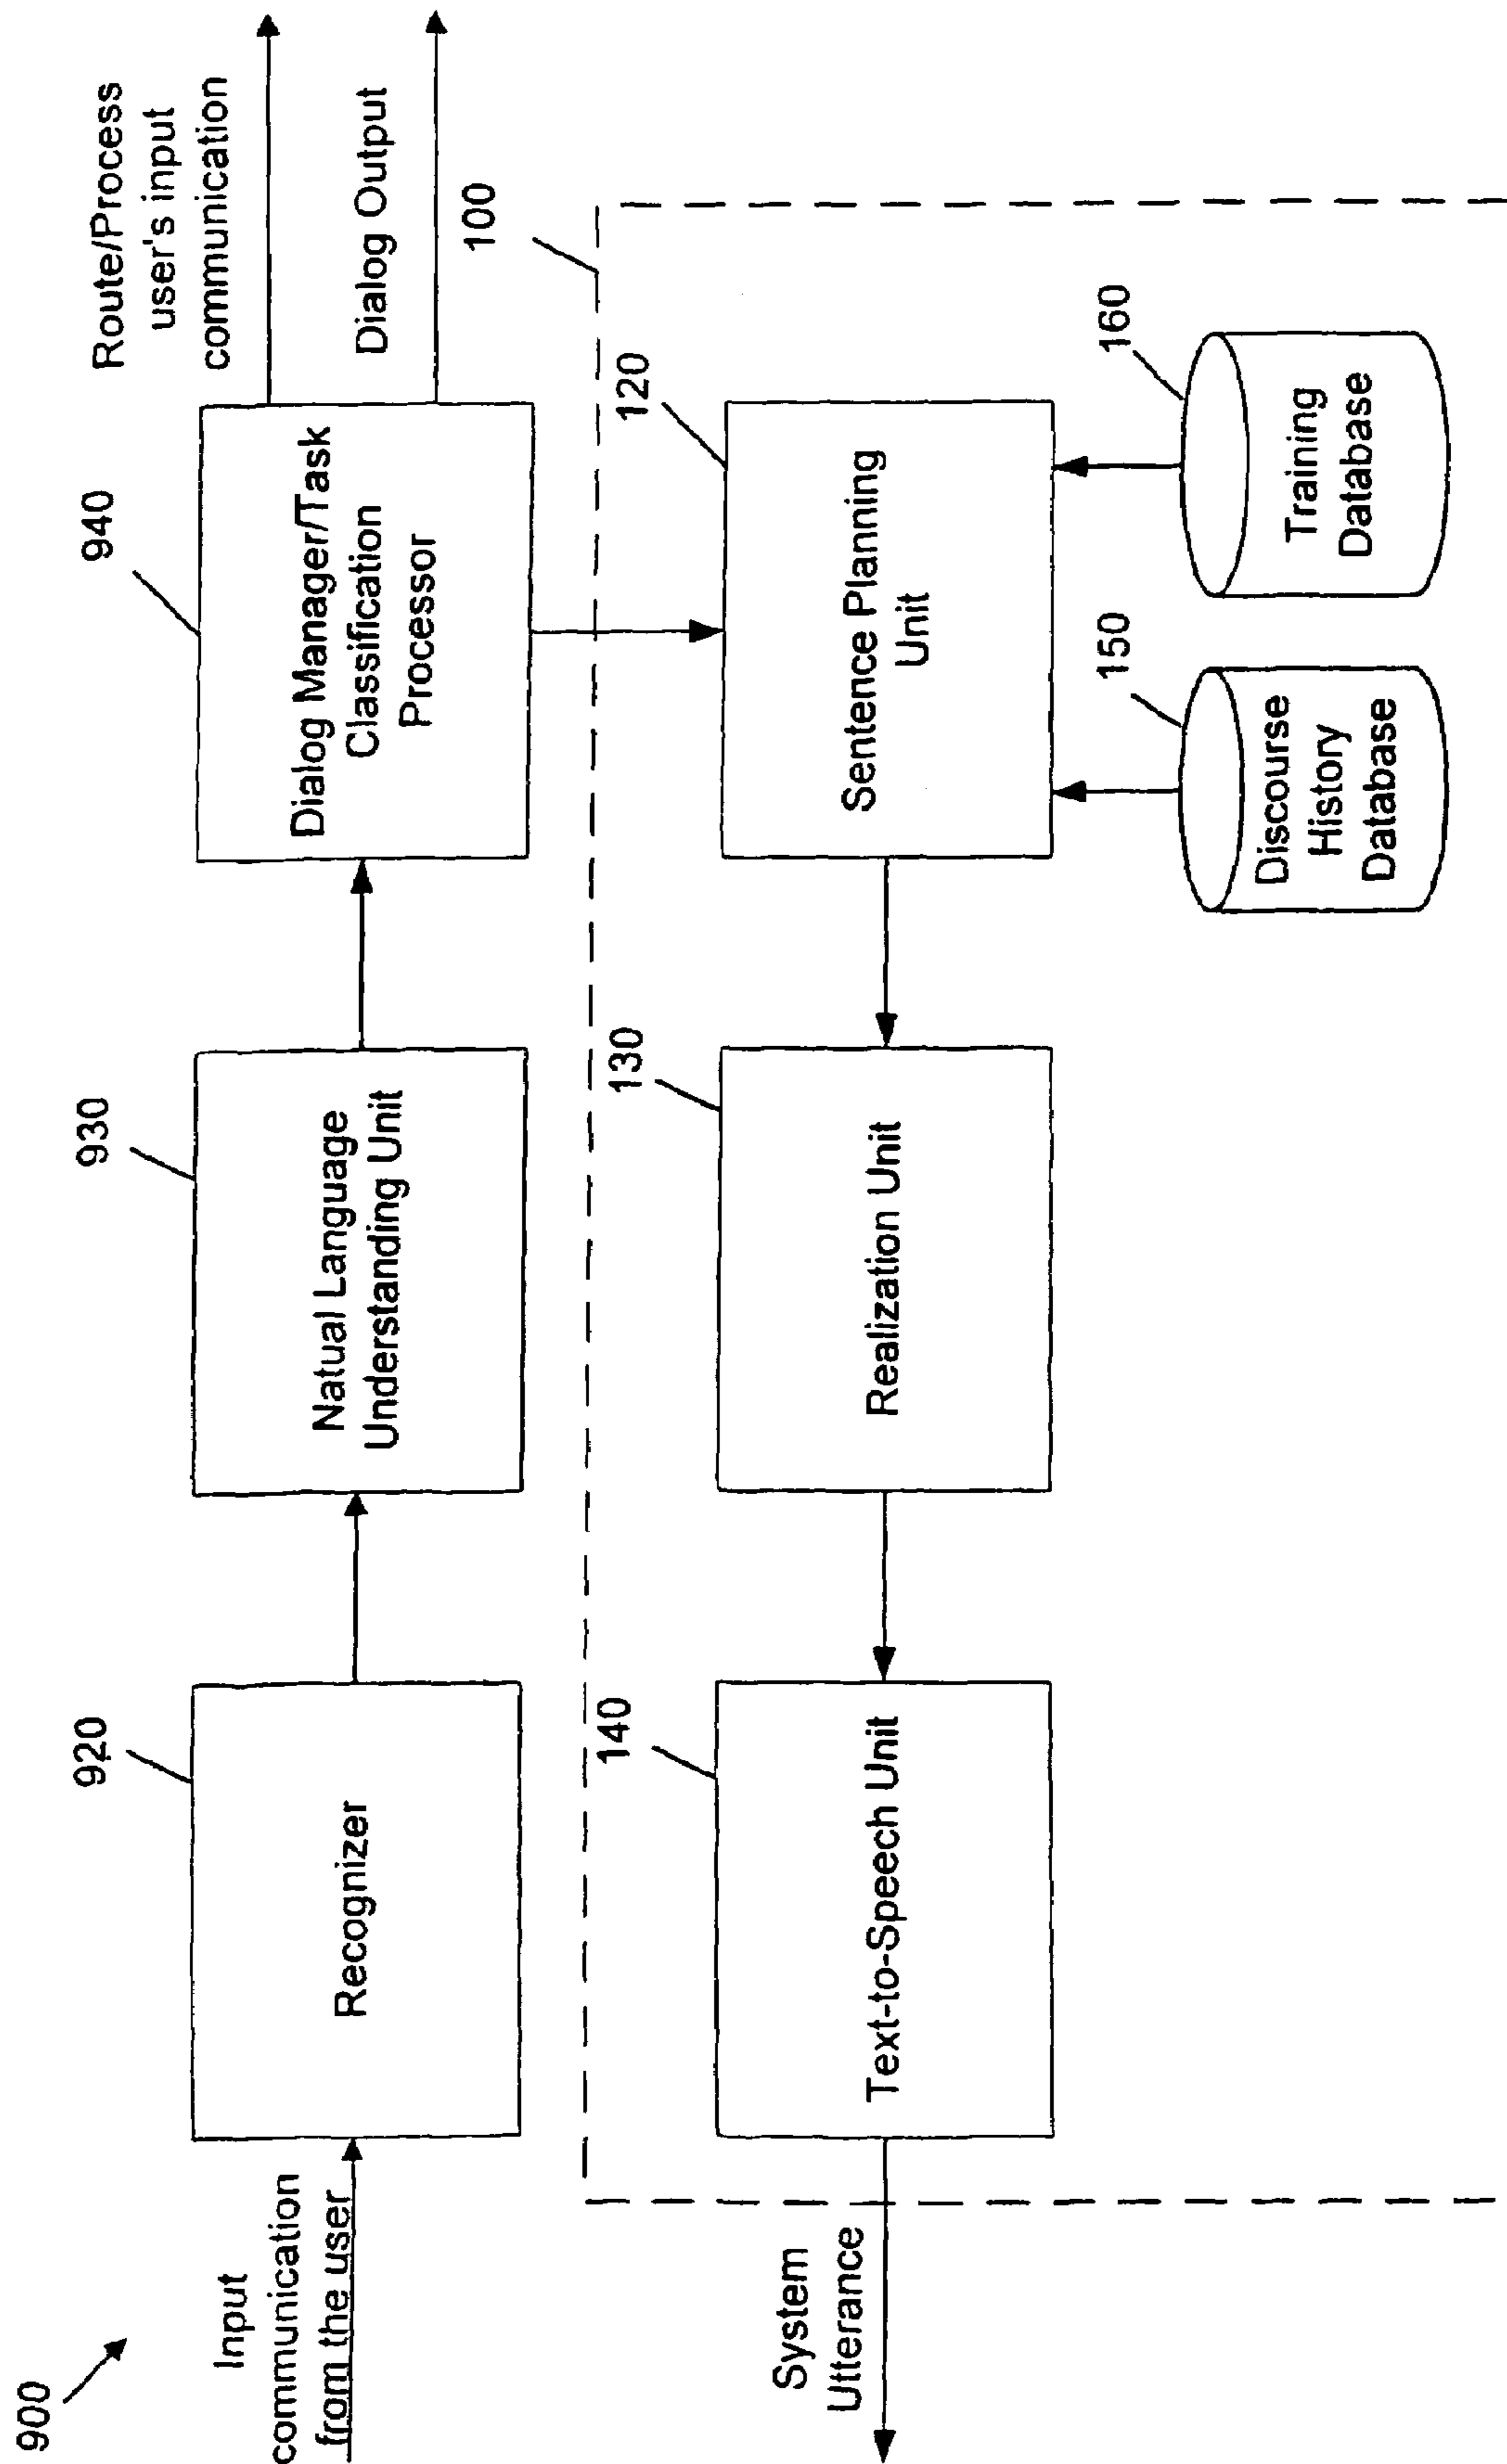 900
Input
communication
from the user
920
Recognizer
930
Natual Language
Understanding Unit
940
Dialog Manager/Task
Classification
Processor
Route/Process
user's input
communication
Dialog Output
100
System
Utterance
140
Text-to-Speech Unit
130
Realization Unit
120
Sentence Planning
Unit
150
Discourse
History
Database
160
Training
Database